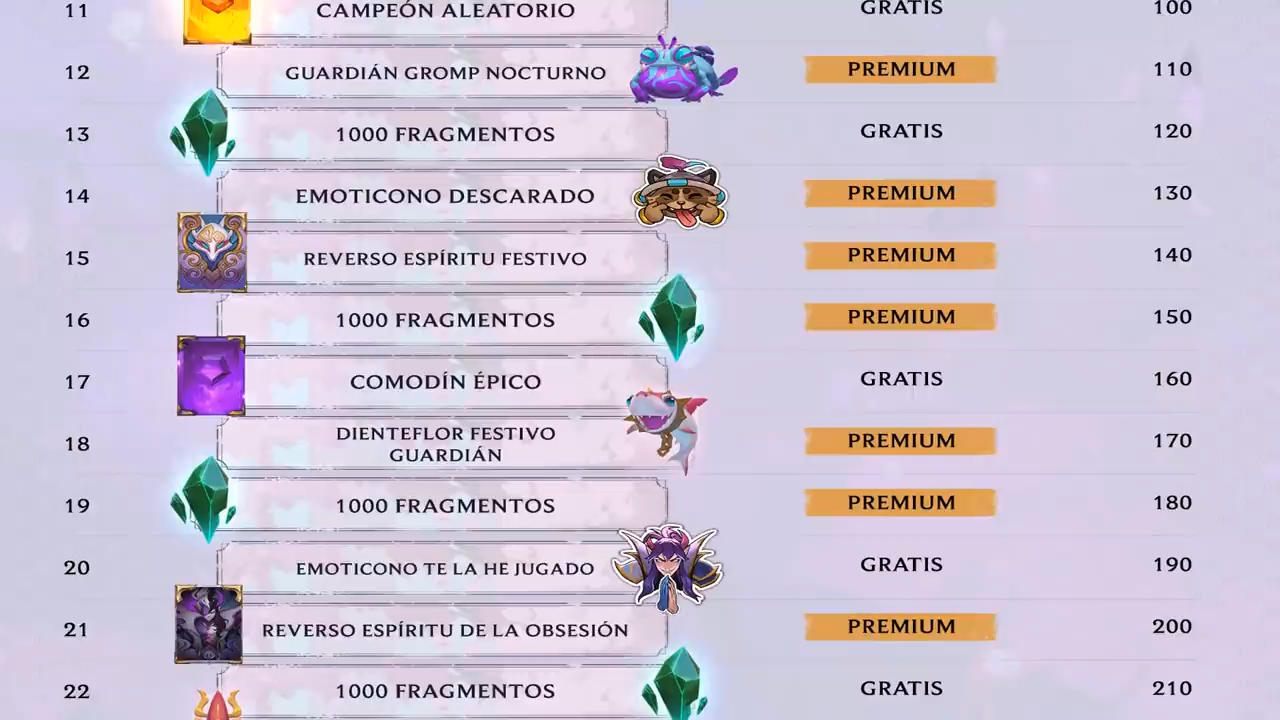 11 CAMPEÓN ALEATORIO GRATIS 100
12 GUARDIÁN GROMP NOCTURNO PREMIUM 110
13 1000 FRAGMENTOS GRATIS 120
14 EMOTICONO DESCARADO PREMIUM 130
15 REVERSO ESPÍRITU FESTIVO PREMIUM 140
16 1000 FRAGMENTOS PREMIUM 150
17 COMODÍN ÉPICO GRATIS 160
18 DIENTEFLOR FESTIVO
GUARDIÁN PREMIUM 170
19 1000 FRAGMENTOS PREMIUM 180
20 EMOTICONO TE LA HE JUGADO GRATIS 190
21 REVERSO ESPÍRITU DE LA OBSESIÓN PREMIUM 200
22 1000 FRAGMENTOS GRATIS 210